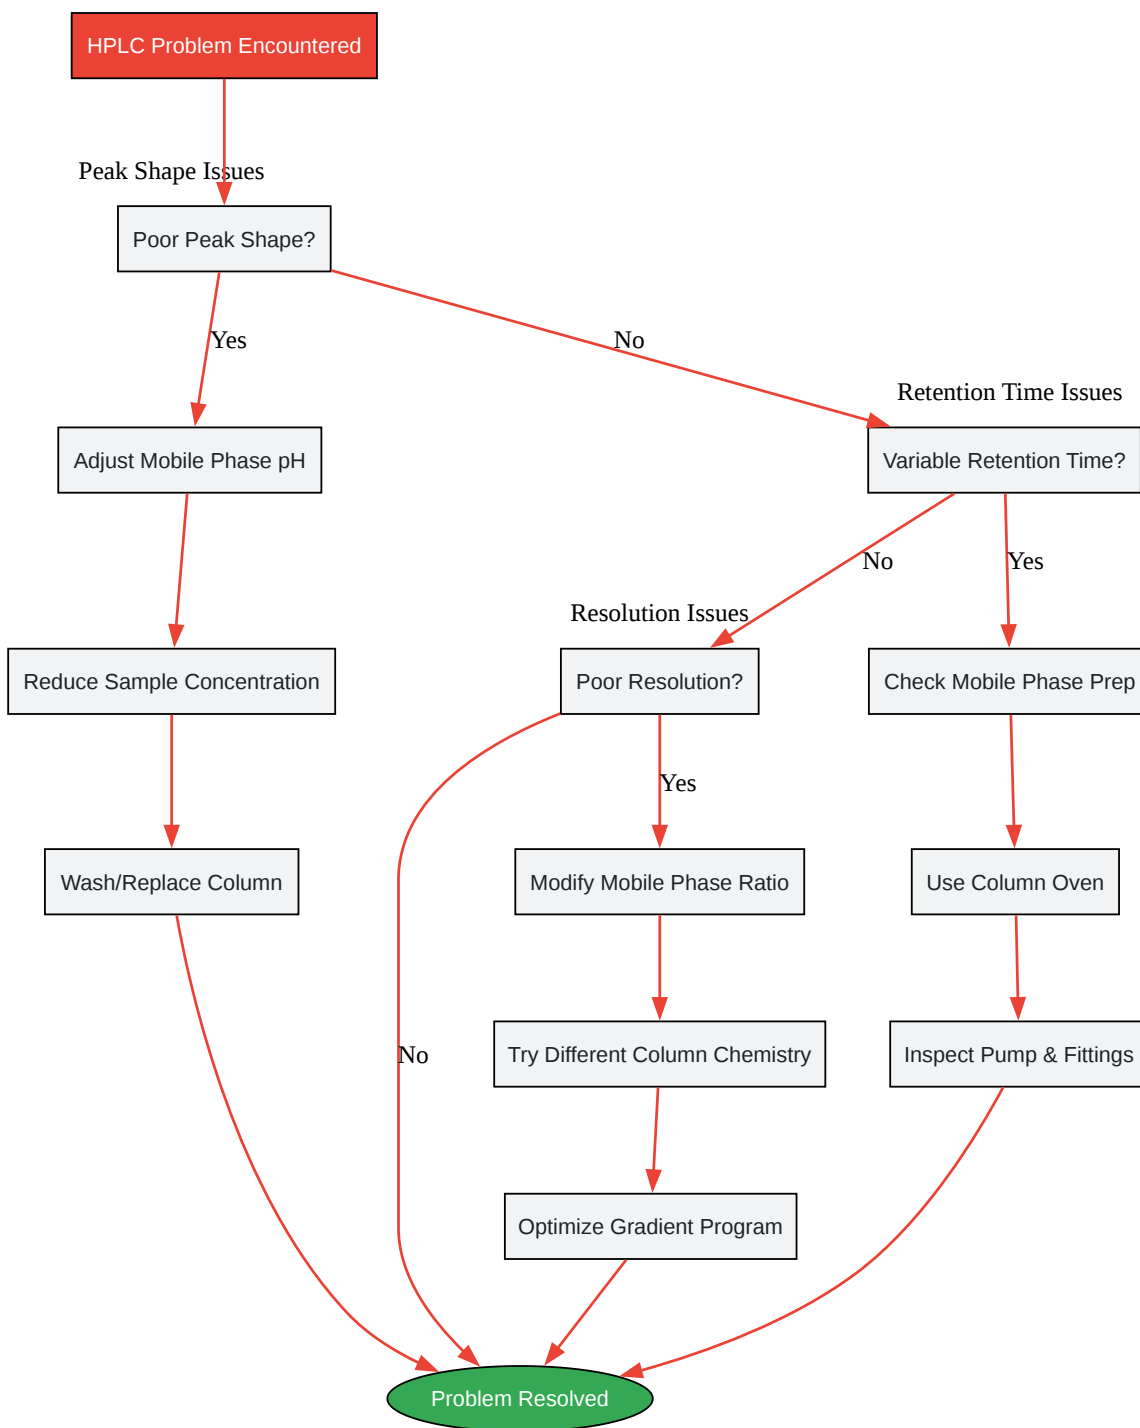 HPLC Problem Encountered
Peak Shape Issues
Poor Peak Shape?
Yes
No
Retention Time Issues
Adjust Mobile Phase pH
Variable Retention Time?
No
Yes
Resolution Issues
Reduce Sample Concentration
Poor Resolution?
Check Mobile Phase Prep
Yes
Wash/Replace Column
Modify Mobile Phase Ratio
Use Column Oven
No
Try Different Column Chemistry
Inspect Pump & Fittings
Optimize Gradient Program
Problem Resolved